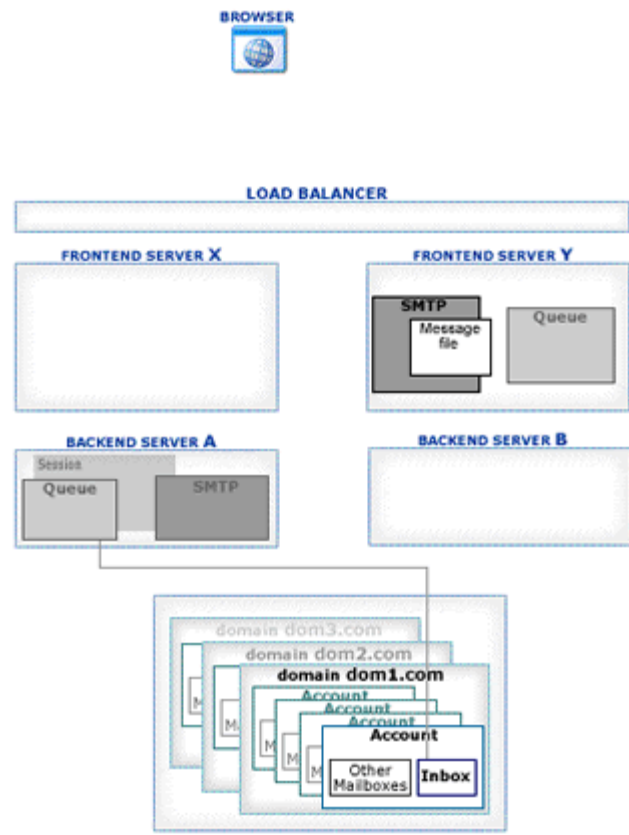 BROWSER
LOAD BALANCER
FRONTEND SERVER X
FRONTEND SERVER Y
SMTP
Message
file
Queue
BACKEND SERVER A
BACKEND SERVER B
Session
Queue
SMTP
domain dom3.com
domain dom2.com
domain dom1.com
Account
Account
Account
Account
M
M
M
M
M
Other
Mailboxes
Inbox